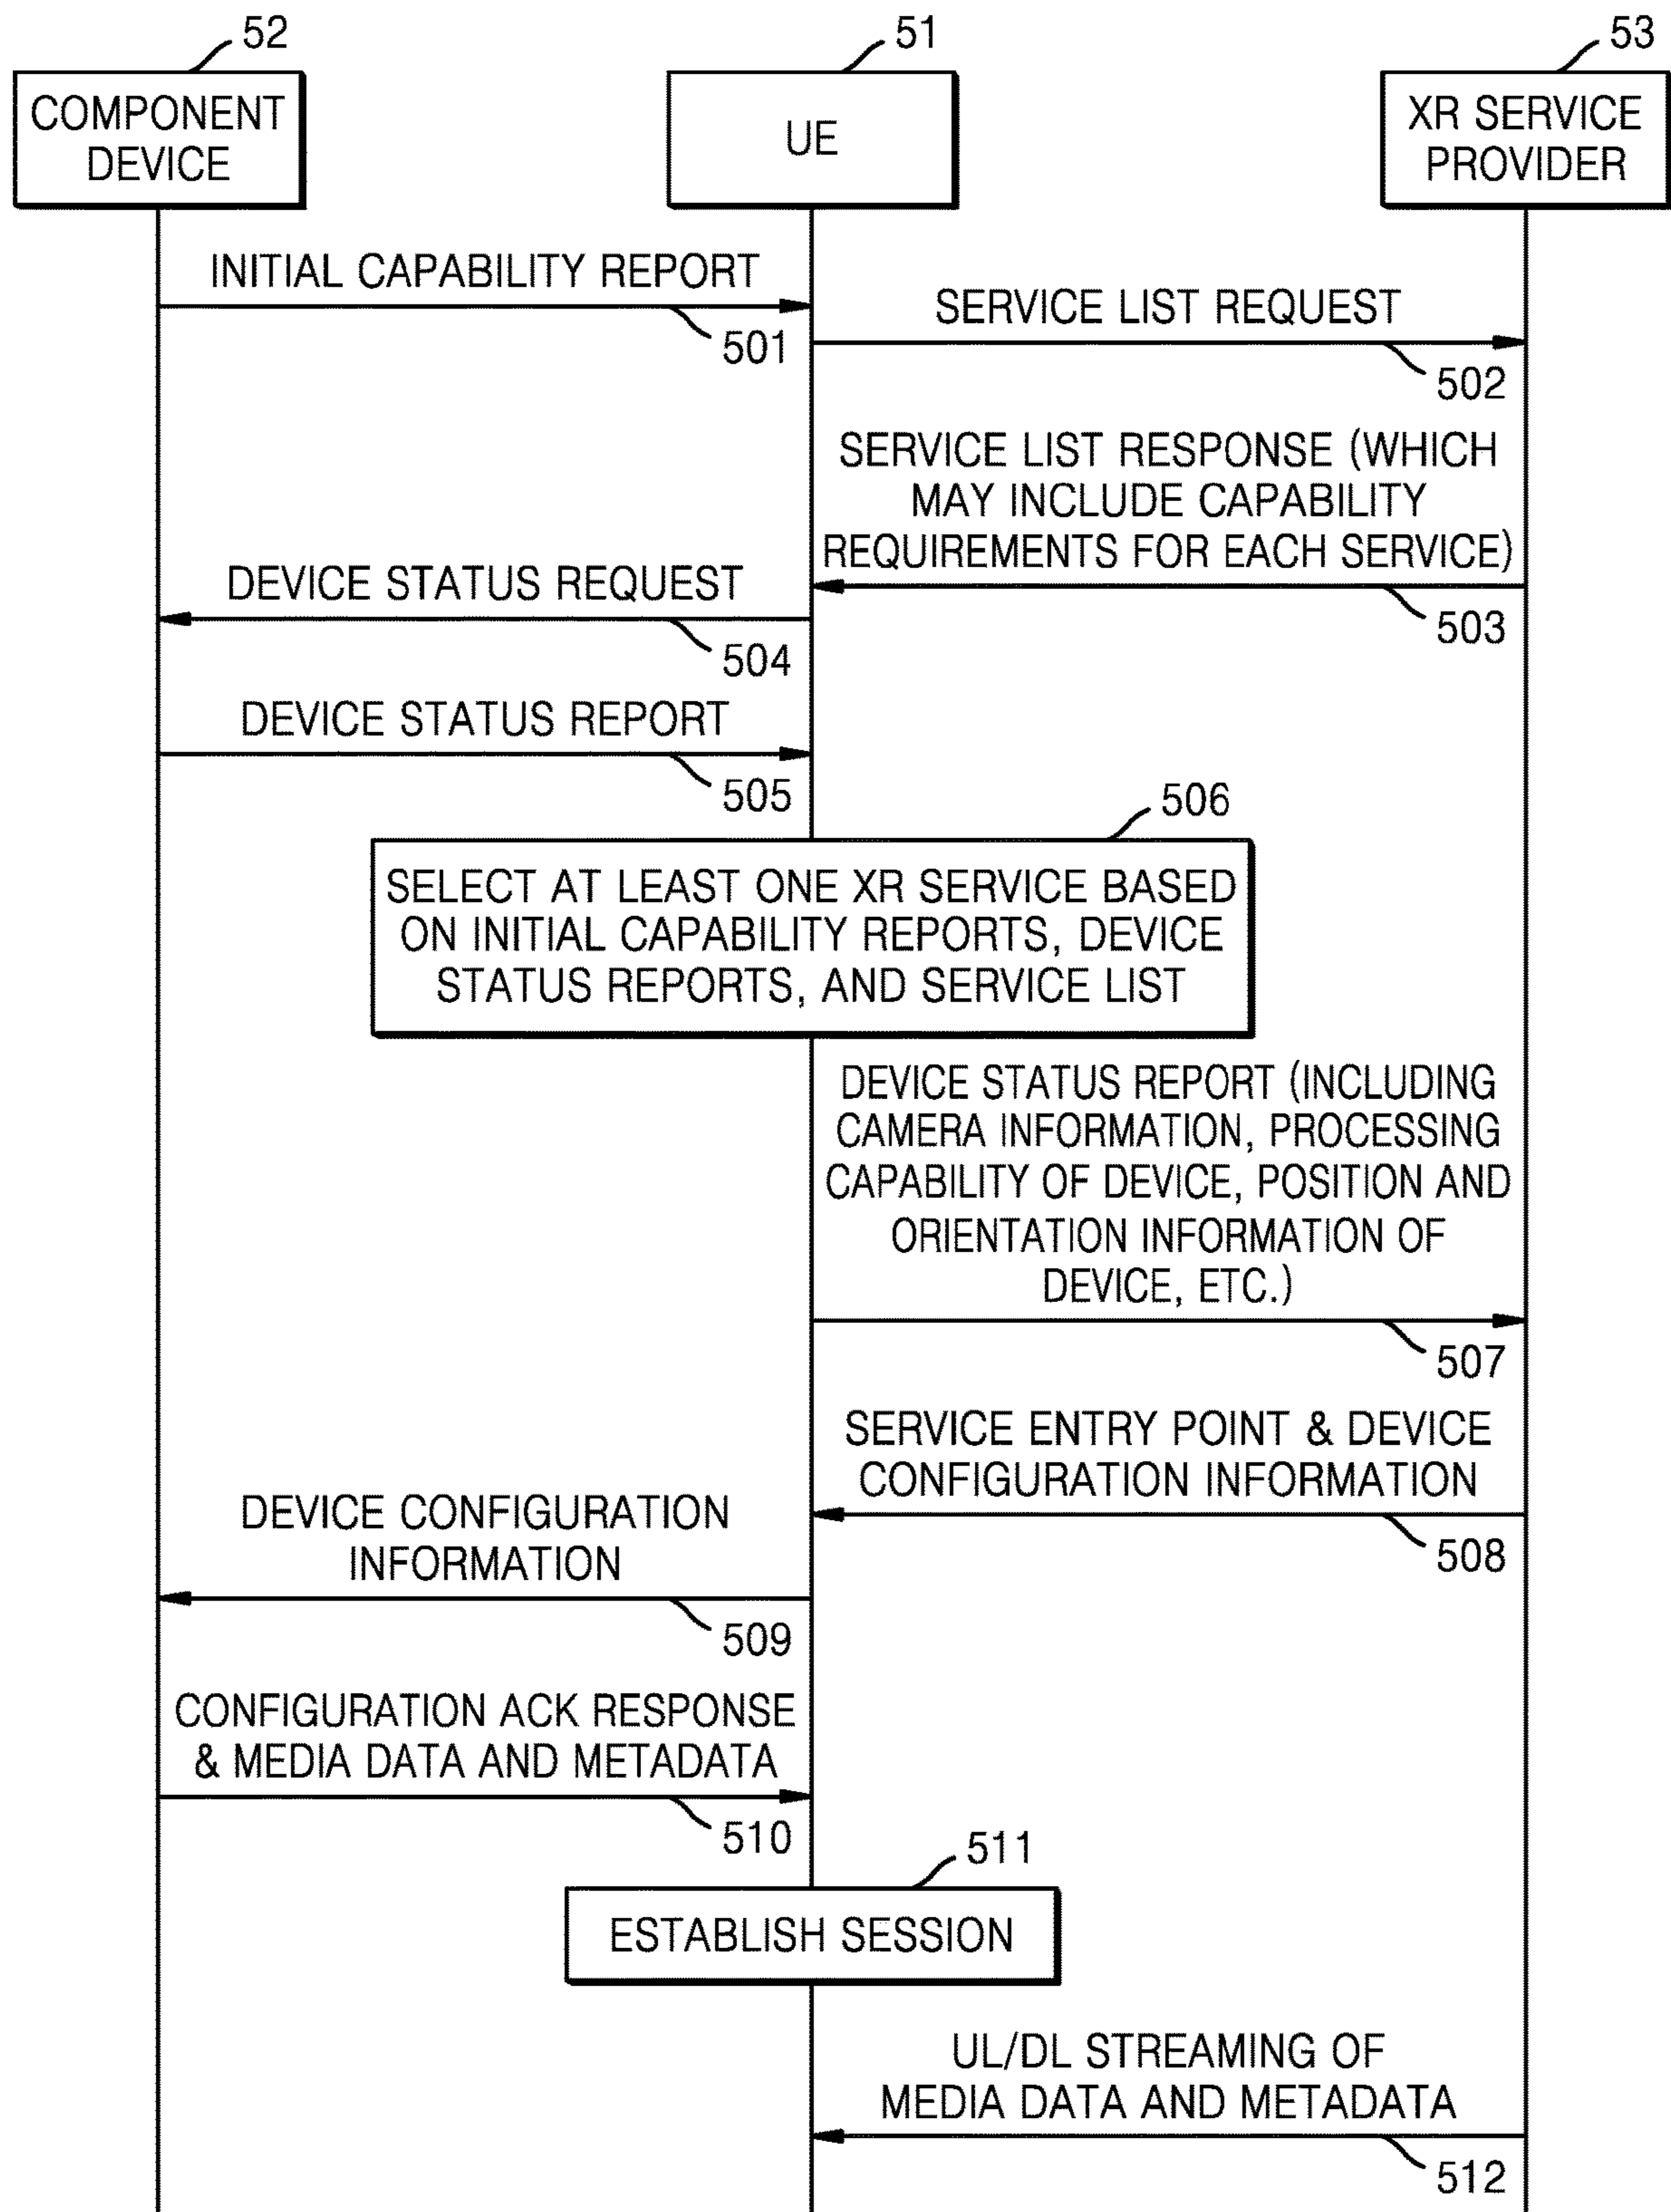 52
51
53
COMPONENT
DEVICE
UE
XR SERVICE
PROVIDER
INITIAL CAPABILITY REPORT
501
SERVICE LIST REQUEST
502
SERVICE LIST RESPONSE (WHICH
MAY INCLUDE CAPABILITY
REQUIREMENTS FOR EACH SERVICE)
503
DEVICE STATUS REQUEST
504
DEVICE STATUS REPORT
505
506
SELECT AT LEAST ONE XR SERVICE BASED
ON INITIAL CAPABILITY REPORTS, DEVICE
STATUS REPORTS, AND SERVICE LIST
DEVICE STATUS REPORT (INCLUDING
CAMERA INFORMATION, PROCESSING
CAPABILITY OF DEVICE, POSITION AND
ORIENTATION INFORMATION OF
DEVICE, ETC.)
507
SERVICE ENTRY POINT & DEVICE
CONFIGURATION INFORMATION
508
DEVICE CONFIGURATION
INFORMATION
509
CONFIGURATION ACK RESPONSE
& MEDIA DATA AND METADATA
510
511
ESTABLISH SESSION
UL/DL STREAMING OF
MEDIA DATA AND METADATA
512